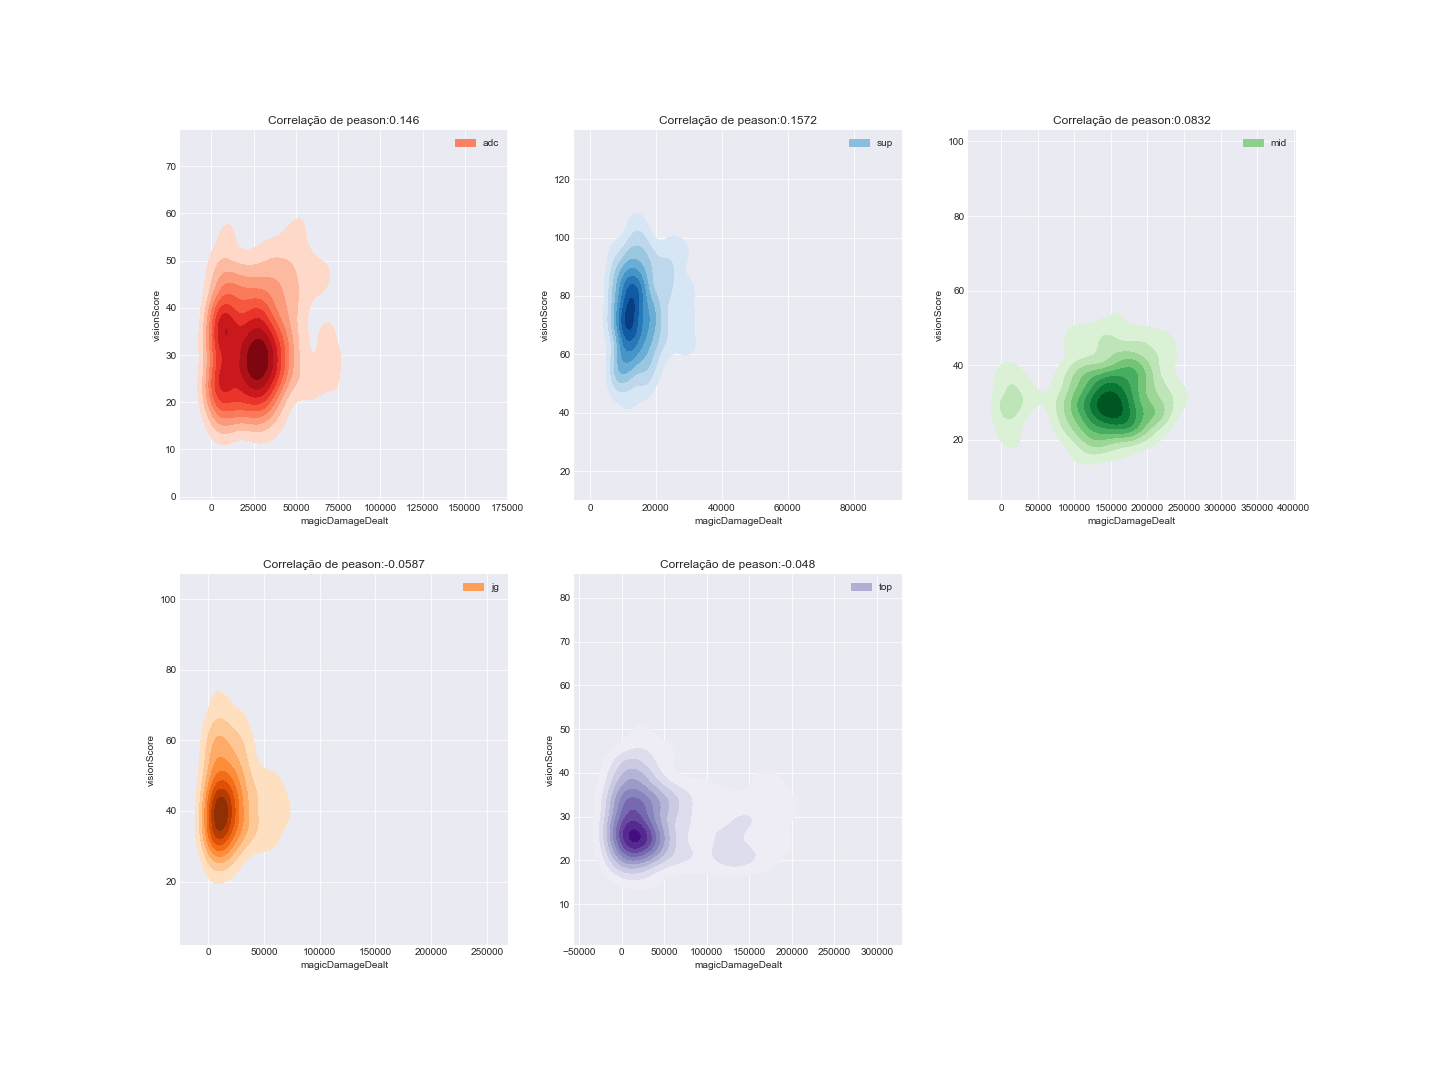 Correlação de peason:0.146
adc
70
60
50
40
30
20
10
0
visionScore
0 25000 50000 75000 100000 125000 150000 175000
magicDamageDealt
Correlação de peason:0.1572
sup
120
100
80
60
40
20
visionScore
0 20000 40000 60000 80000
magicDamageDealt
Correlação de peason:0.0832
mid
100
80
60
40
20
visionScore
0 50000 100000 150000 200000 250000 300000 350000 400000
magicDamageDealt
Correlação de peason:-0.0587
jg
100
80
60
40
20
visionScore
0 50000 100000 150000 200000 250000
magicDamageDealt
Correlação de peason:-0.048
top
80
70
60
50
40
30
20
10
visionScore
−50000 0 50000 100000 150000 200000 250000 300000
magicDamageDealt